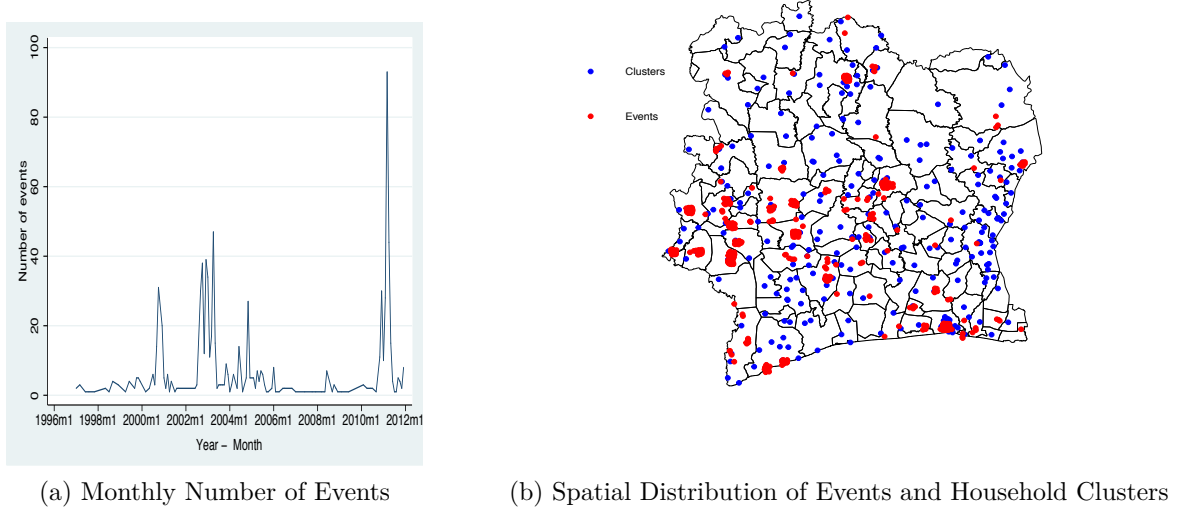 100
80
60
40
20
0
Number of events
1996m1 1998m1 2000m1 2002m1 2004m1 2006m1 2008m1 2010m1 2012m1
Year – Month
(a) Monthly Number of Events
Clusters
Events
(b) Spatial Distribution of Events and Household Clusters